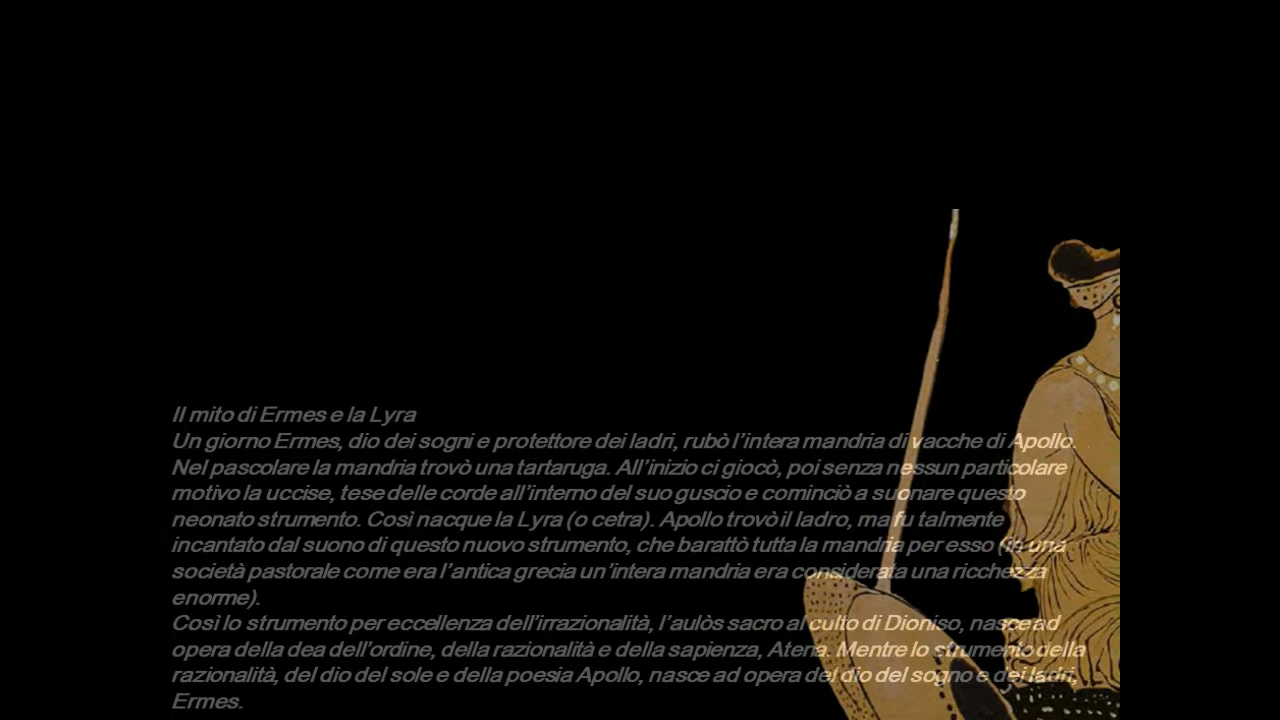 Il mito di Ermes e la Lyra
Un giorno Ermes, dio dei sogni e protettore dei ladri, rubò l'intera mandria di vacche di Apollo.
Nel pascolare la mandria trovò una tartaruga. All'inizio ci giocò, poi senza nessun particolare
motivo la uccise, tese delle corde all'interno del suo guscio e cominciò a suonare questo
neonato strumento. Così nacque la Lyra (o cetra). Apollo trovò il ladro, ma fu talmente
incantato dal suono di questo nuovo strumento, che barattò tutta la mandria per esso (in una
società pastorale come era l'antica grecia un'intera mandria era considerata una ricchezza
enorme).
Così lo strumento per eccellenza dell'irrazionalità, l'aulòs sacro al culto di Dioniso, nasce ad
opera della dea dell'ordine, della razionalità e della sapienza, Atena. Mentre lo strumento della
razionalità, del dio del sole e della poesia Apollo, nasce ad opera del dio del sogno e dei ladri,
Ermes.